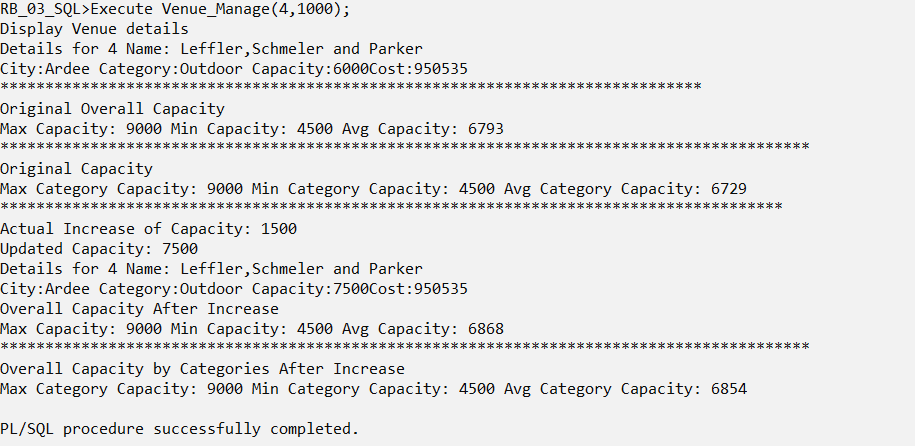 RB_03_SQL>Execute Venue_Manage(4,1000);
Display Venue details
Details for 4 Name: Leffler,Schmeler and Parker
City:Ardee Category:Outdoor Capacity:6000Cost:950535
******************************************************************************
Original Overall Capacity
Max Capacity: 9000 Min Capacity: 4500 Avg Capacity: 6793
******************************************************************************************
Original Capacity
Max Category Capacity: 9000 Min Category Capacity: 4500 Avg Category Capacity: 6729
***************************************************************************************
Actual Increase of Capacity: 1500
Updated Capacity: 7500
Details for 4 Name: Leffler,Schmeler and Parker
City:Ardee Category:Outdoor Capacity:7500Cost:950535
Overall Capacity After Increase
Max Capacity: 9000 Min Capacity: 4500 Avg Capacity: 6868
******************************************************************************************
Overall Capacity by Categories After Increase
Max Category Capacity: 9000 Min Category Capacity: 4500 Avg Category Capacity: 6854
PL/SQL procedure successfully completed.